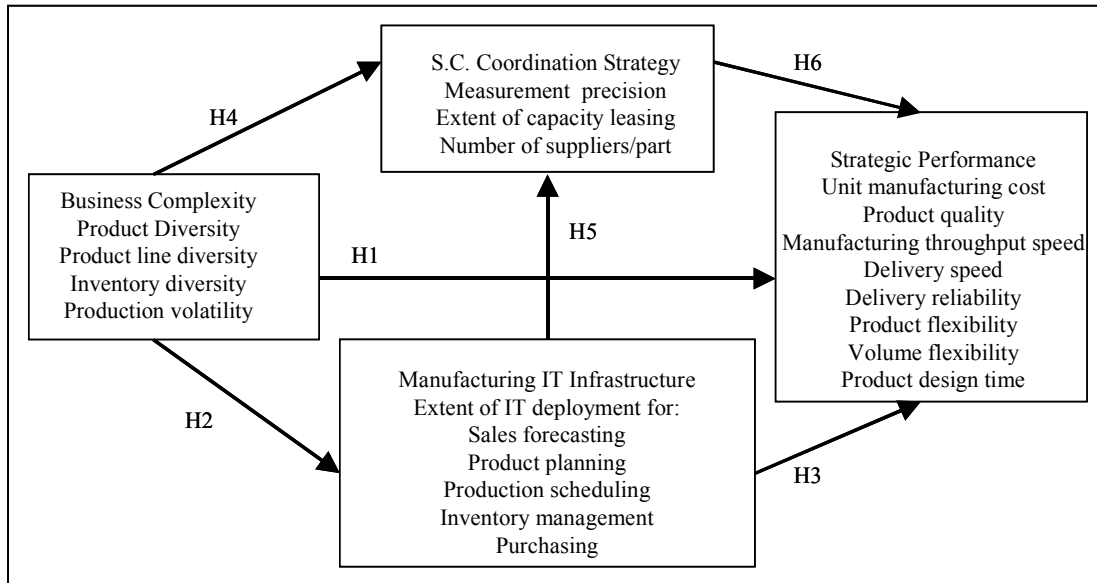 S.C. Coordination Strategy
Measurement precision
Extent of capacity leasing
Number of suppliers/part
H6
H4
Business Complexity
Product Diversity
Product line diversity
Inventory diversity
Production volatility
H5
H1
Strategic Performance
Unit manufacturing cost
Product quality
Manufacturing throughput speed
Delivery speed
Delivery reliability
Product flexibility
Volume flexibility
Product design time
H2
Manufacturing IT Infrastructure
Extent of IT deployment for:
Sales forecasting
Product planning
Production scheduling
Inventory management
Purchasing
H3